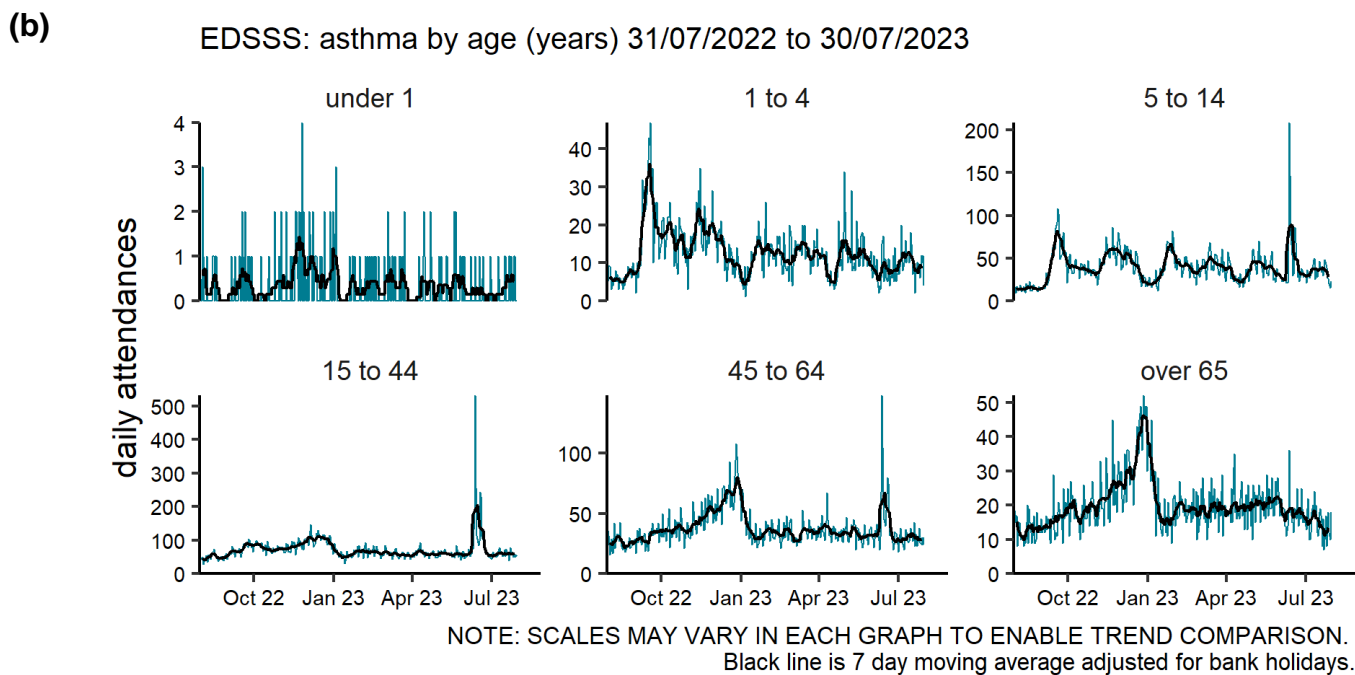 (b)
EDSSS: asthma by age (years) 31/07/2022 to 30/07/2023
under 1
1 to 4
5 to 14
4
3
2
1
0
40
30
20
10
0
200
150
100
50
0
daily attendances
15 to 44
45 to 64
over 65
500
400
300
200
100
0
100
50
0
50
40
30
20
10
0
Oct 22 Jan 23 Apr 23 Jul 23
Oct 22 Jan 23 Apr 23 Jul 23
Oct 22 Jan 23 Apr 23 Jul 23
NOTE: SCALES MAY VARY IN EACH GRAPH TO ENABLE TREND COMPARISON.
Black line is 7 day moving average adjusted for bank holidays.